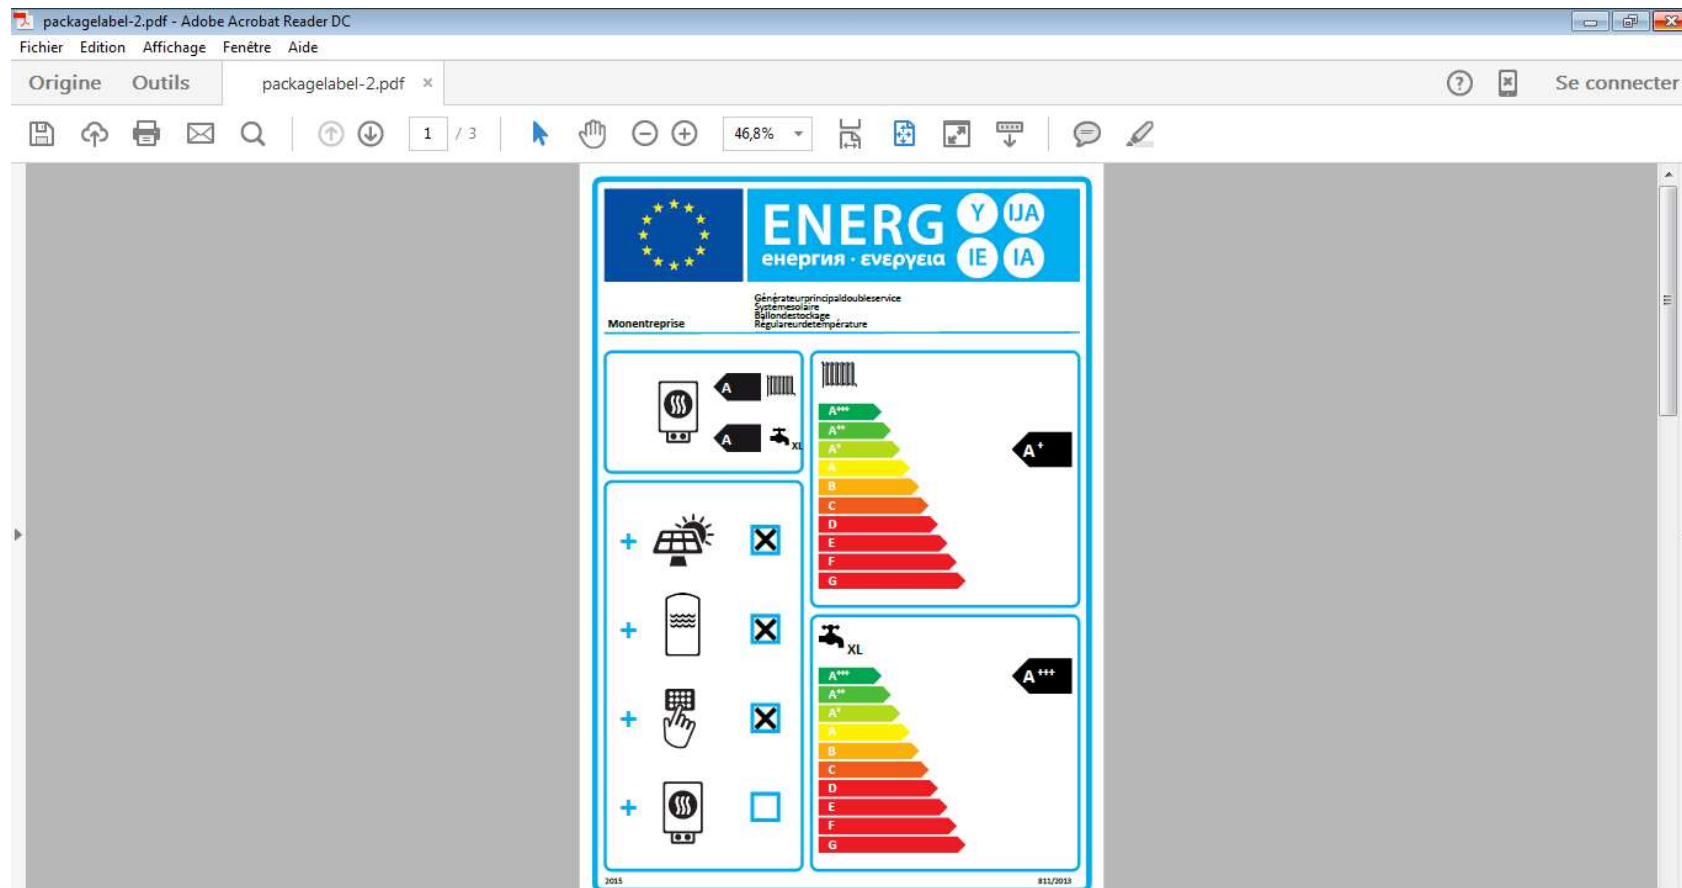 packagelabel-2.pdf - Adobe Acrobat Reader DC
Fichier Edition Affichage Fenêtre Aide
Origine Outils packagelabel-2.pdf × Se connecter
1 / 3 46,8%
ENERG Y IJA
енергия · ενεργεια IE IA
Générateurprincipaldoubleservice
Systèmesolaire
Ballondestockage
Monentreprise Régulareurdetempérature
A
A XL
A+++
A++
A+
A
B
C
D
E
F
G
A+
+
+
+
+
XL
A+++
A++
A+
A
B
C
D
E
F
G
A+++
2015 811/2013